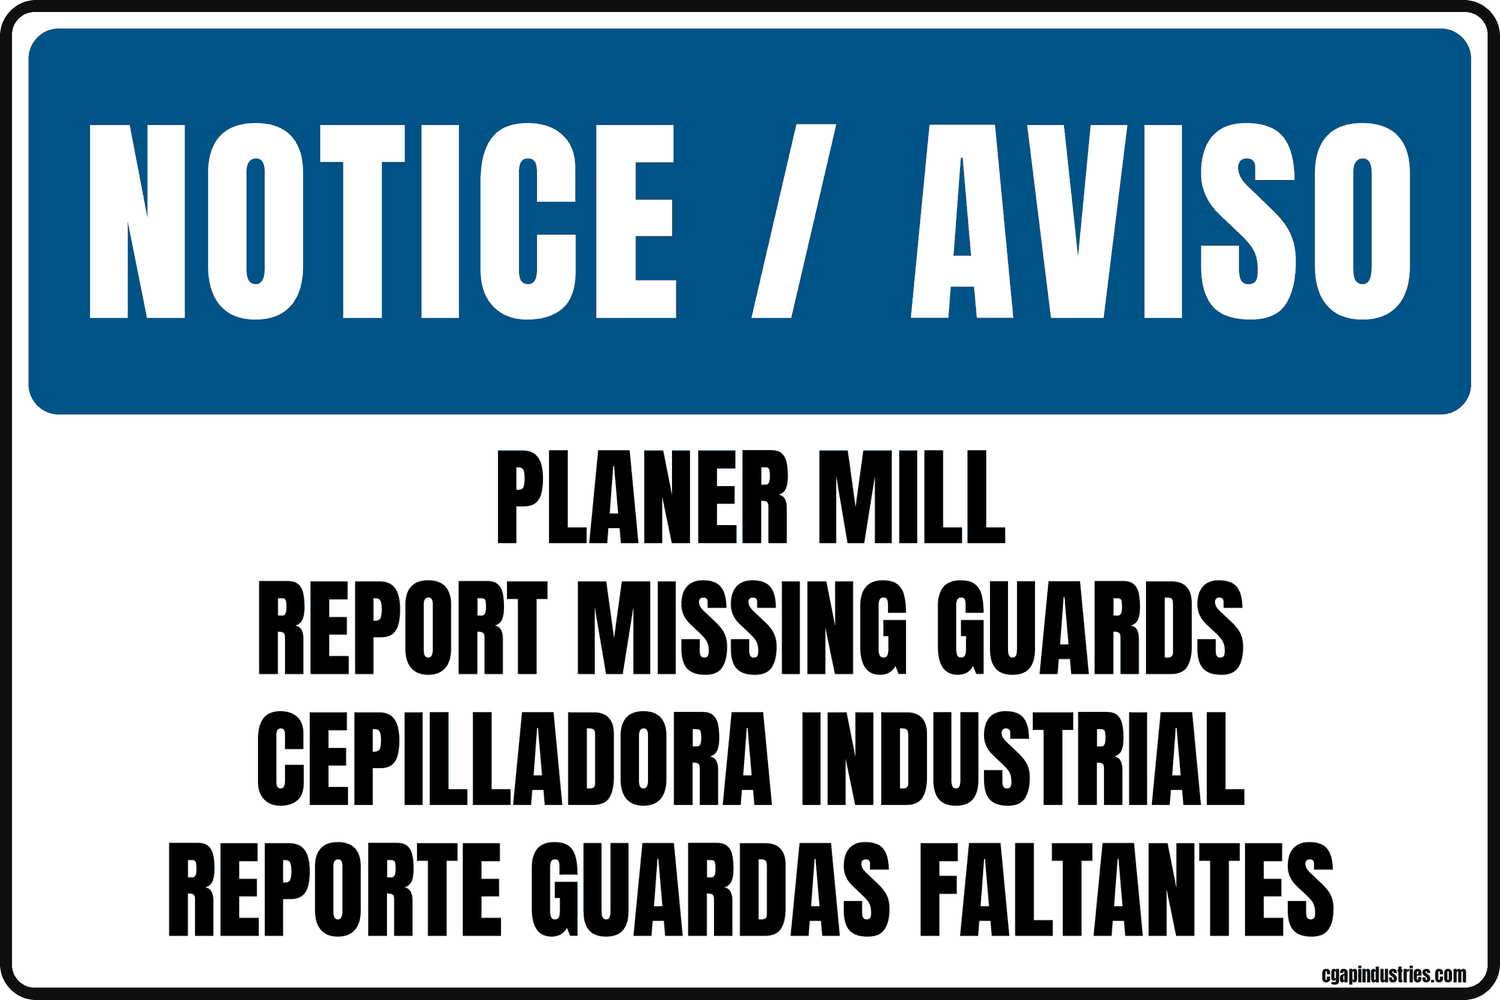 NOTICE / AVISO
PLANER MILL
REPORT MISSING GUARDS
CEPILLADORA INDUSTRIAL
REPORTE GUARDAS FALTANTES
cgapindustries.com